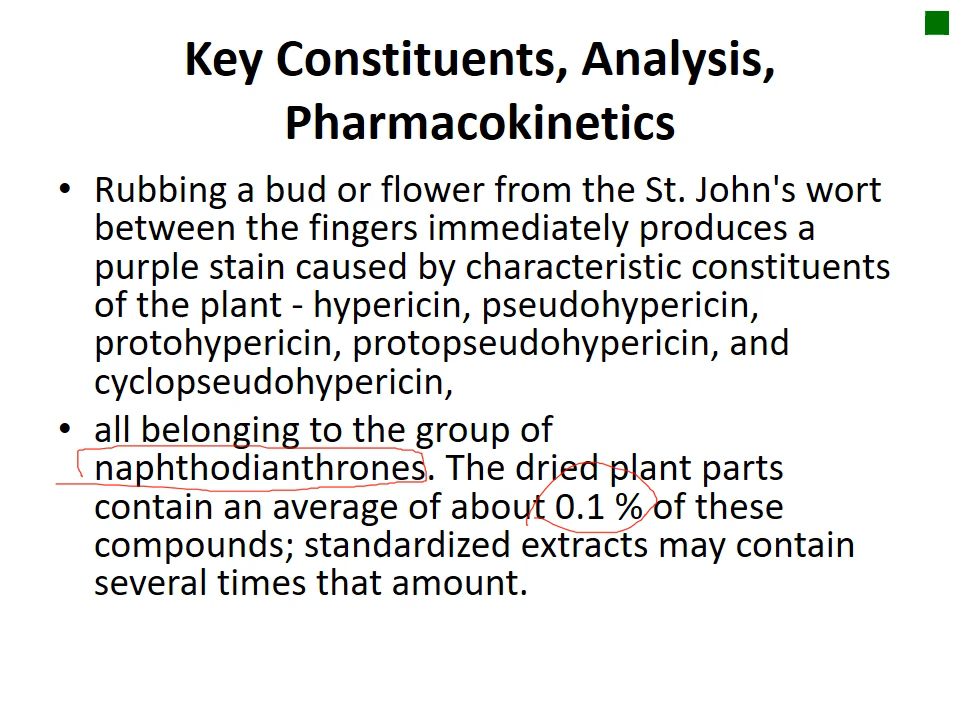 Key Constituents, Analysis,
Pharmacokinetics
• Rubbing a bud or flower from the St. John's wort
between the fingers immediately produces a
purple stain caused by characteristic constituents
of the plant - hypericin, pseudohypericin,
protohypericin, protopseudohypericin, and
cyclopseudohypericin,
• all belonging to the group of
naphthodianthrones. The dried plant parts
contain an average of about 0.1 % of these
compounds; standardized extracts may contain
several times that amount.